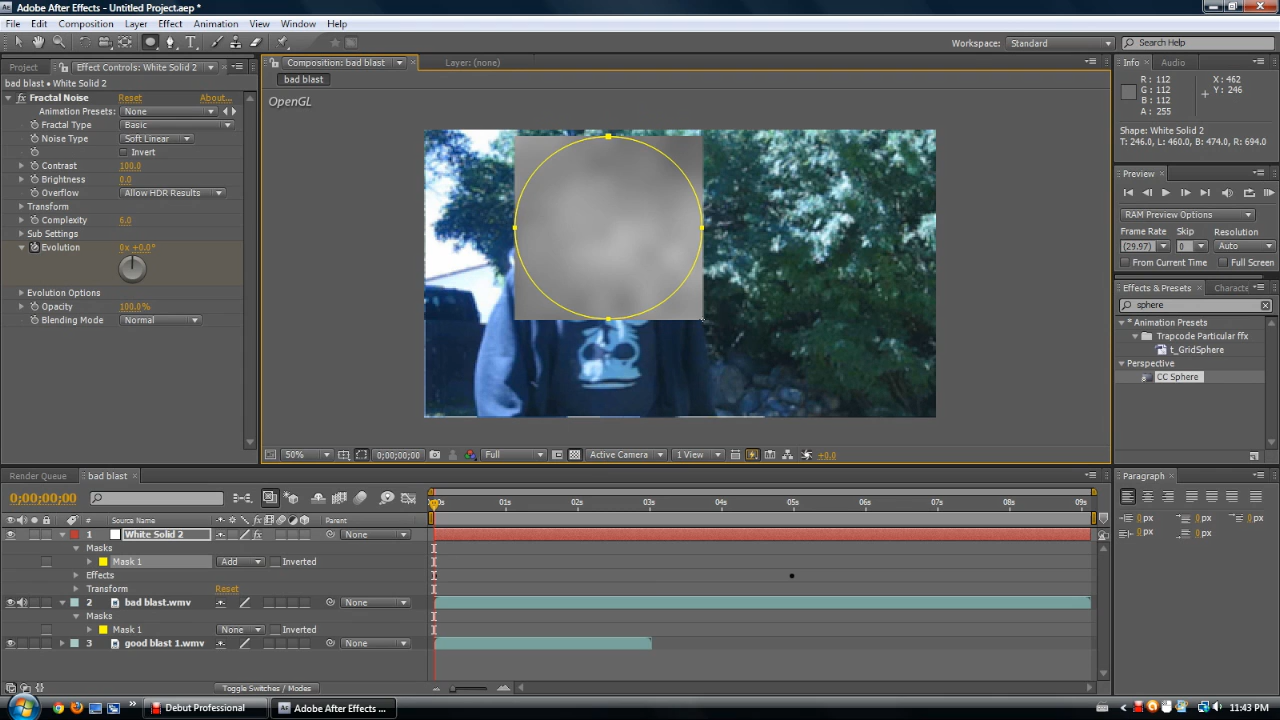 Adobe After Effects - Untitled Project.aep *
File Edit Composition Layer Effect Animation View Window Help
Workspace: Standard Search Help
Project Effect Controls: White Solid 2 Composition: bad blast Layer: (none) Info Audio
bad blast • White Solid 2
bad blast
Fractal Noise Reset About...
Animation Presets: None
Fractal Type Basic
Noise Type Soft Linear
Invert
Contrast 100.0
Brightness 0.0
Overflow Allow HDR Results
Transform
Complexity 6.0
Sub Settings
Evolution 0x +0.0°
Evolution Options
Opacity 100.0%
Blending Mode Normal
OpenGL
50% 0;00;00;00 Full Active Camera 1 View +0.0
R: 112 X: 462
G: 112 Y: 246
B: 112
A: 255
Shape: White Solid 2
T: 246.0, L: 460.0, B: 474.0, R: 694.0
Preview
RAM Preview Options
Frame Rate Skip Resolution
(29.97) 0 Auto
From Current Time Full Screen
Effects & Presets Characte
sphere
* Animation Presets
Trapcode Particular ffx
t_GridSphere
Perspective
CC Sphere
Render Queue bad blast
0;00;00;00
01s 02s 03s 04s 05s 06s 07s 08s 09s
# Source Name Parent
1 White Solid 2 None
Masks
Mask 1 Add Inverted
Effects
Transform Reset
2 bad blast.wmv None
Masks
Mask 1 None Inverted
3 good blast 1.wmv None
Toggle Switches / Modes
Paragraph
0 px 0 px 0 px
0 px 0 px
Debut Professional Adobe After Effects ... 11:43 PM